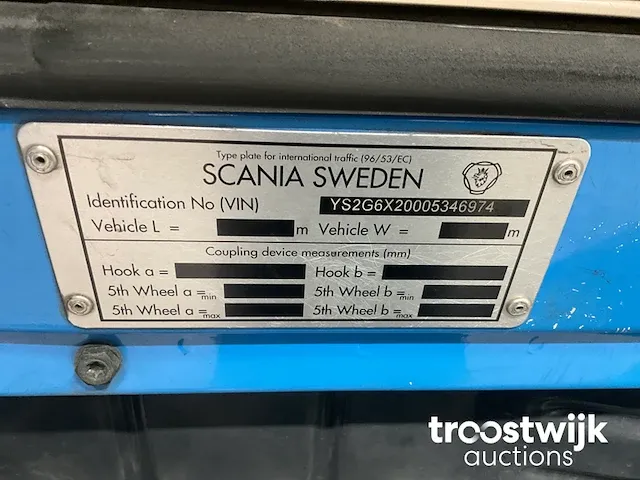 Type plate for international traffic (96/53/EC)
SCANIA SWEDEN
Identification No (VIN) YS2G6X20005346974
Vehicle L = m Vehicle W = m
Coupling device measurements (mm)
Hook a = Hook b =
5th Wheel a = min 5th Wheel b = min
5th Wheel a = max 5th Wheel b = max
troostwijk
auctions